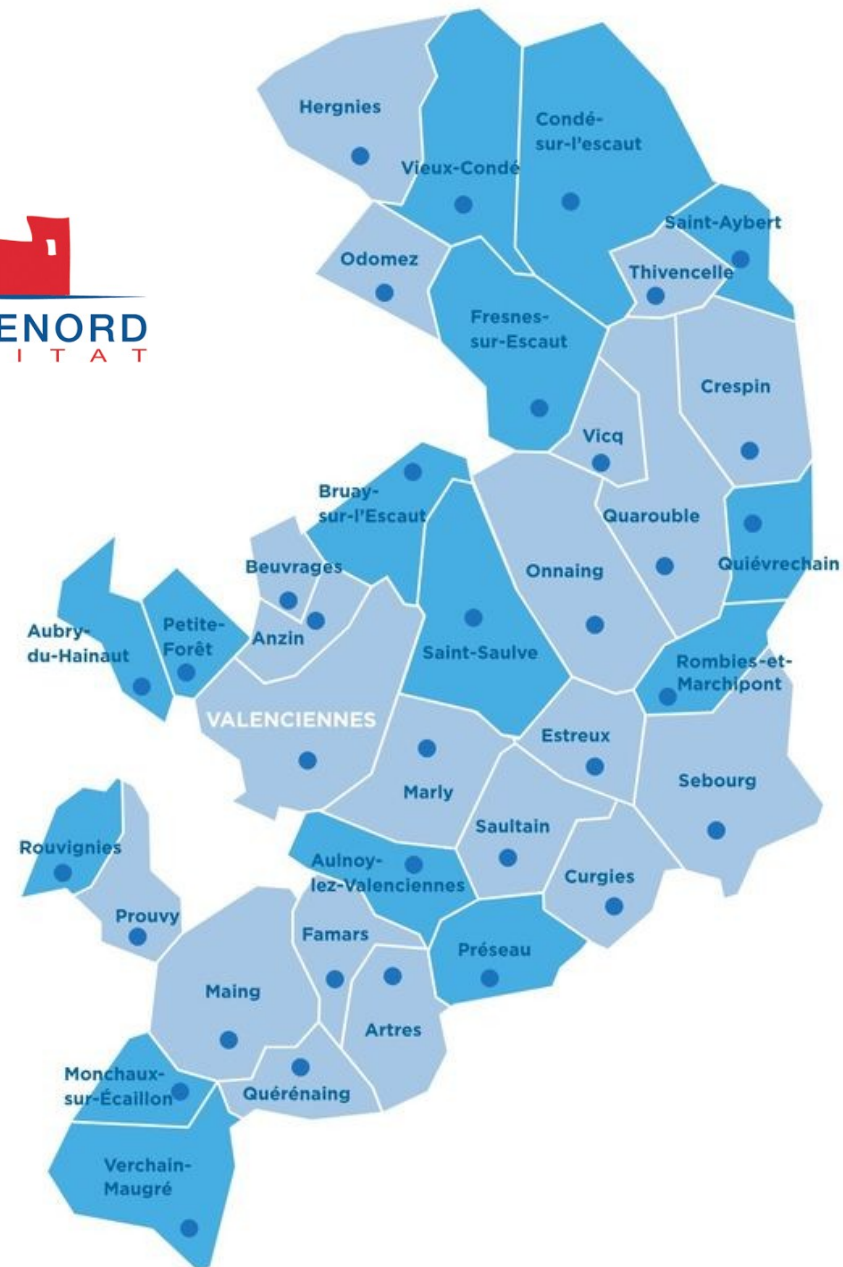 Hergnies
Condé-
sur-l'escaut
Vieux-Condé
Saint-Aybert
Odomez
Thivencelle
ENORD
ITAT
Fresnes-
sur-Escaut
Crespin
Vicq
Bruay-
sur-l'Escaut
Quarouble
Beuvrages
Onnaing
Quiévrechain
Aubry-
du-Hainaut
Petite-
Forêt
Anzin
Saint-Saulve
Rombies-et-
Marchipont
VALENCIENNES
Estreux
Marly
Sebourg
Saultain
Rouvignies
Aulnoy-
lez-Valenciennes
Curgies
Prouvy
Famars
Préseau
Maing
Artres
Monchaux-
sur-Écaillon
Quérénaing
Verchain-
Maugré